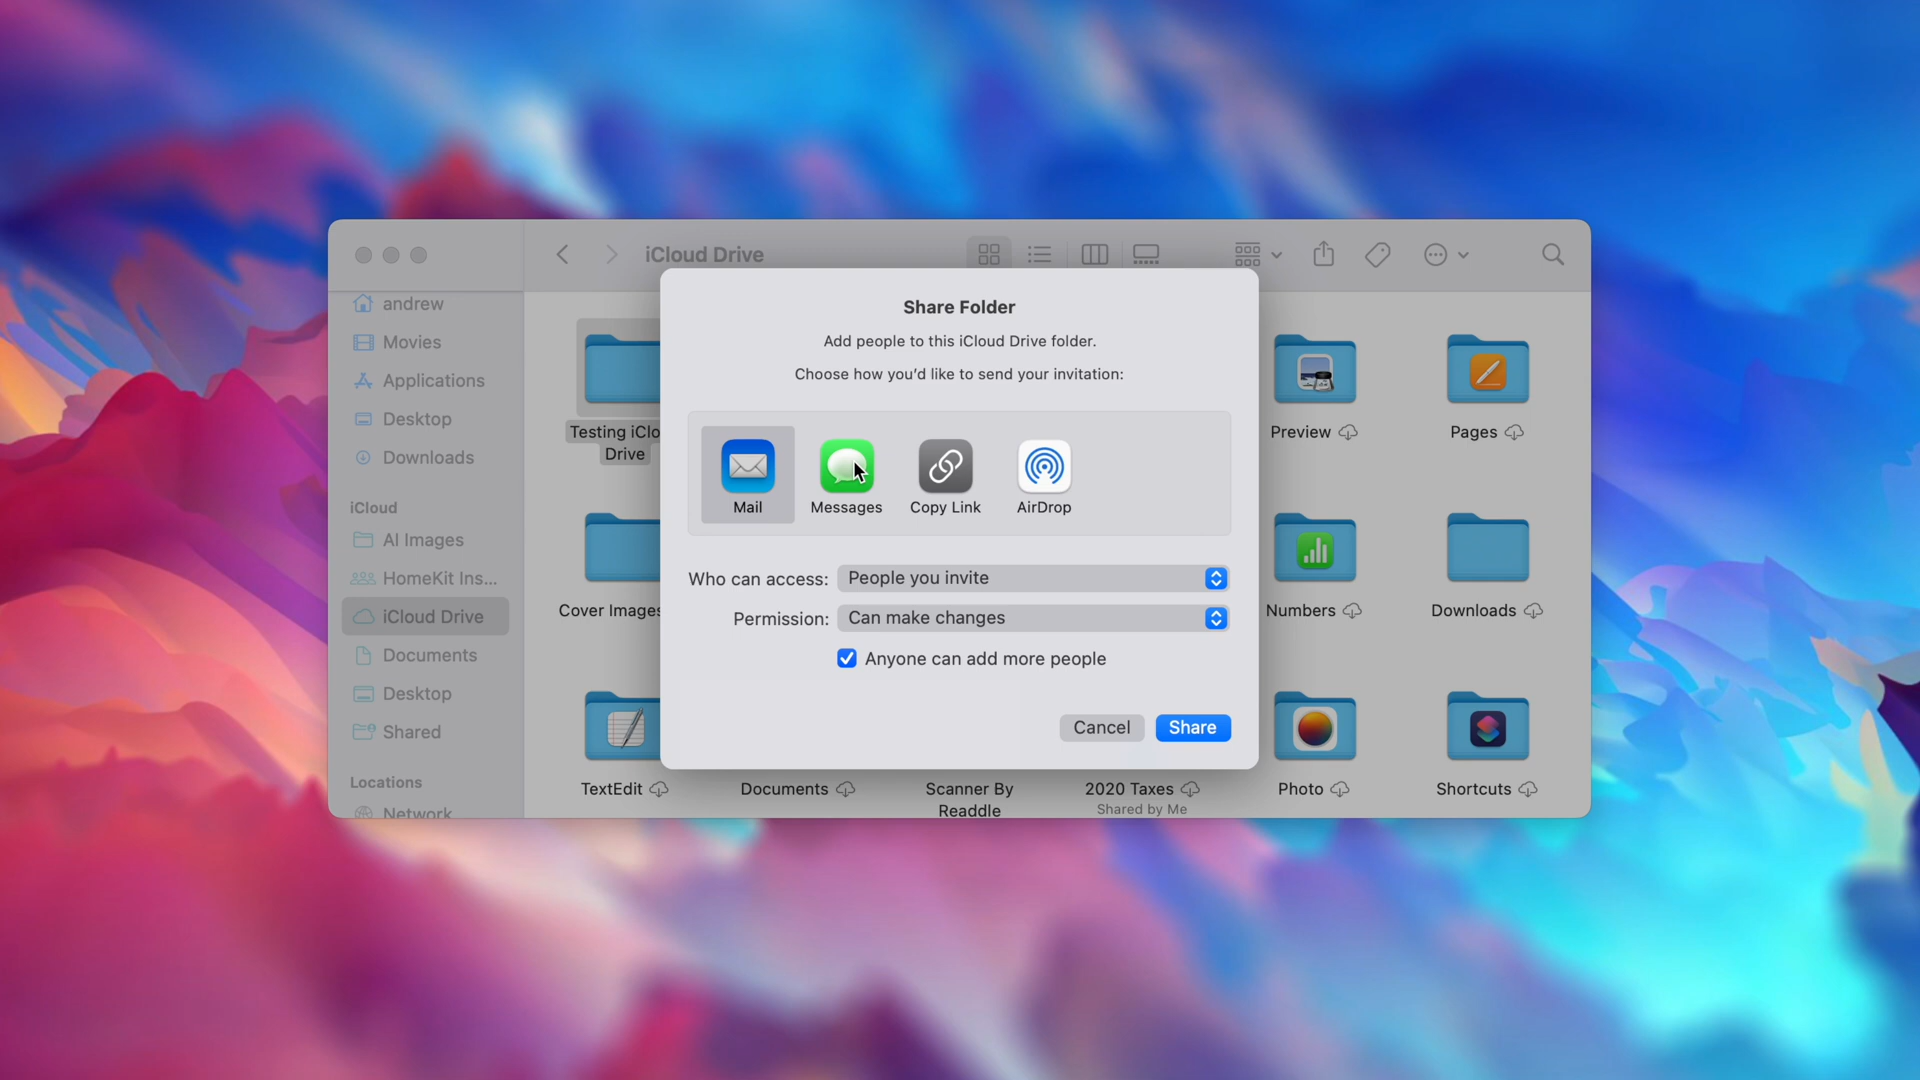 iCloud Drive
andrew
Movies
Applications
Desktop
Downloads
iCloud
AI Images
HomeKit Ins...
iCloud Drive
Documents
Desktop
Shared
Locations
Network
Share Folder
Add people to this iCloud Drive folder.
Choose how you'd like to send your invitation:
Mail
Messages
Copy Link
AirDrop
Who can access:
People you invite
Permission:
Can make changes
Anyone can add more people
Cancel
Share
Testing iClo
Drive
Preview
Pages
Cover Images
Numbers
Downloads
TextEdit
Documents
Scanner By
Readdle
2020 Taxes
Shared by Me
Photo
Shortcuts